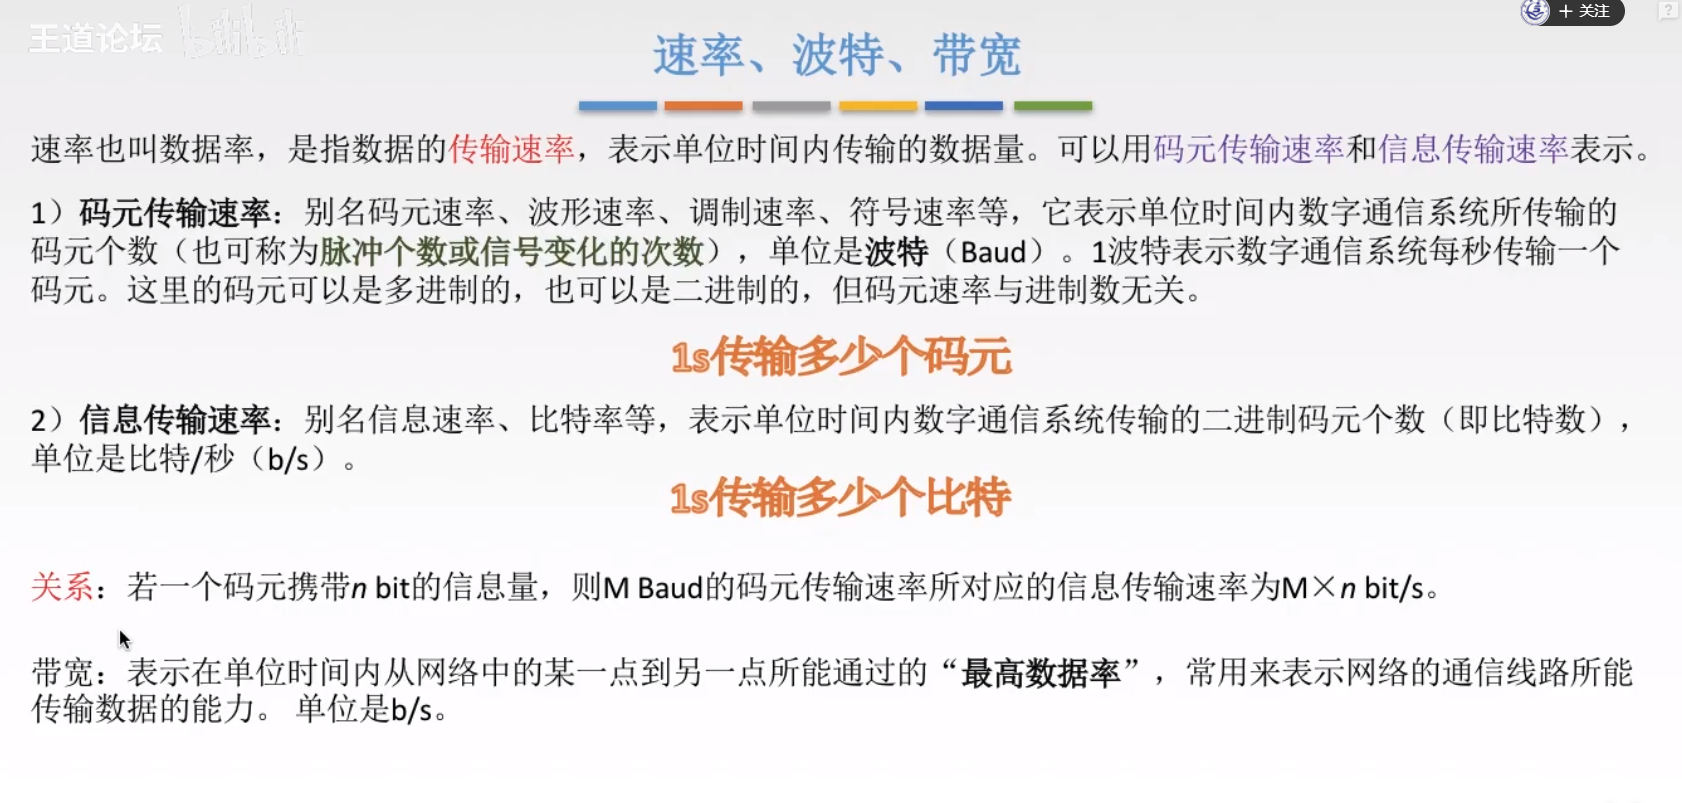 王道论坛 bilibili
+ 关注
?
速率、波特、带宽
速率也叫数据率，是指数据的传输速率，表示单位时间内传输的数据量。可以用码元传输速率和信息传输速率表示。
1）码元传输速率：别名码元速率、波形速率、调制速率、符号速率等，它表示单位时间内数字通信系统所传输的
码元个数（也可称为脉冲个数或信号变化的次数），单位是波特（Baud）。1波特表示数字通信系统每秒传输一个
码元。这里的码元可以是多进制的，也可以是二进制的，但码元速率与进制数无关。
1s传输多少个码元
2）信息传输速率：别名信息速率、比特率等，表示单位时间内数字通信系统传输的二进制码元个数（即比特数），
单位是比特/秒（b/s）。
1s传输多少个比特
关系：若一个码元携带n bit的信息量，则M Baud的码元传输速率所对应的信息传输速率为M×n bit/s。
带宽：表示在单位时间内从网络中的某一点到另一点所能通过的“最高数据率”，常用来表示网络的通信线路所能
传输数据的能力。 单位是b/s。